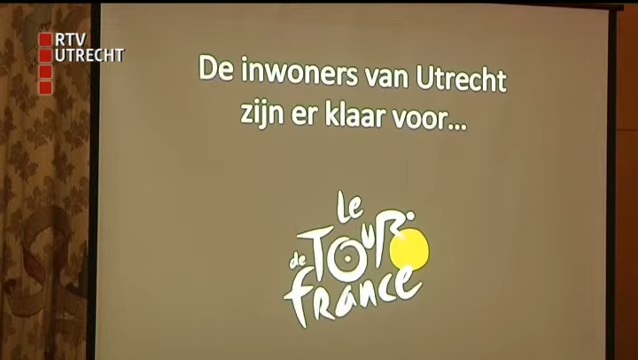 RTV
UTRECHT
De inwoners van Utrecht
zijn er klaar voor...
Le
de TOUR
france